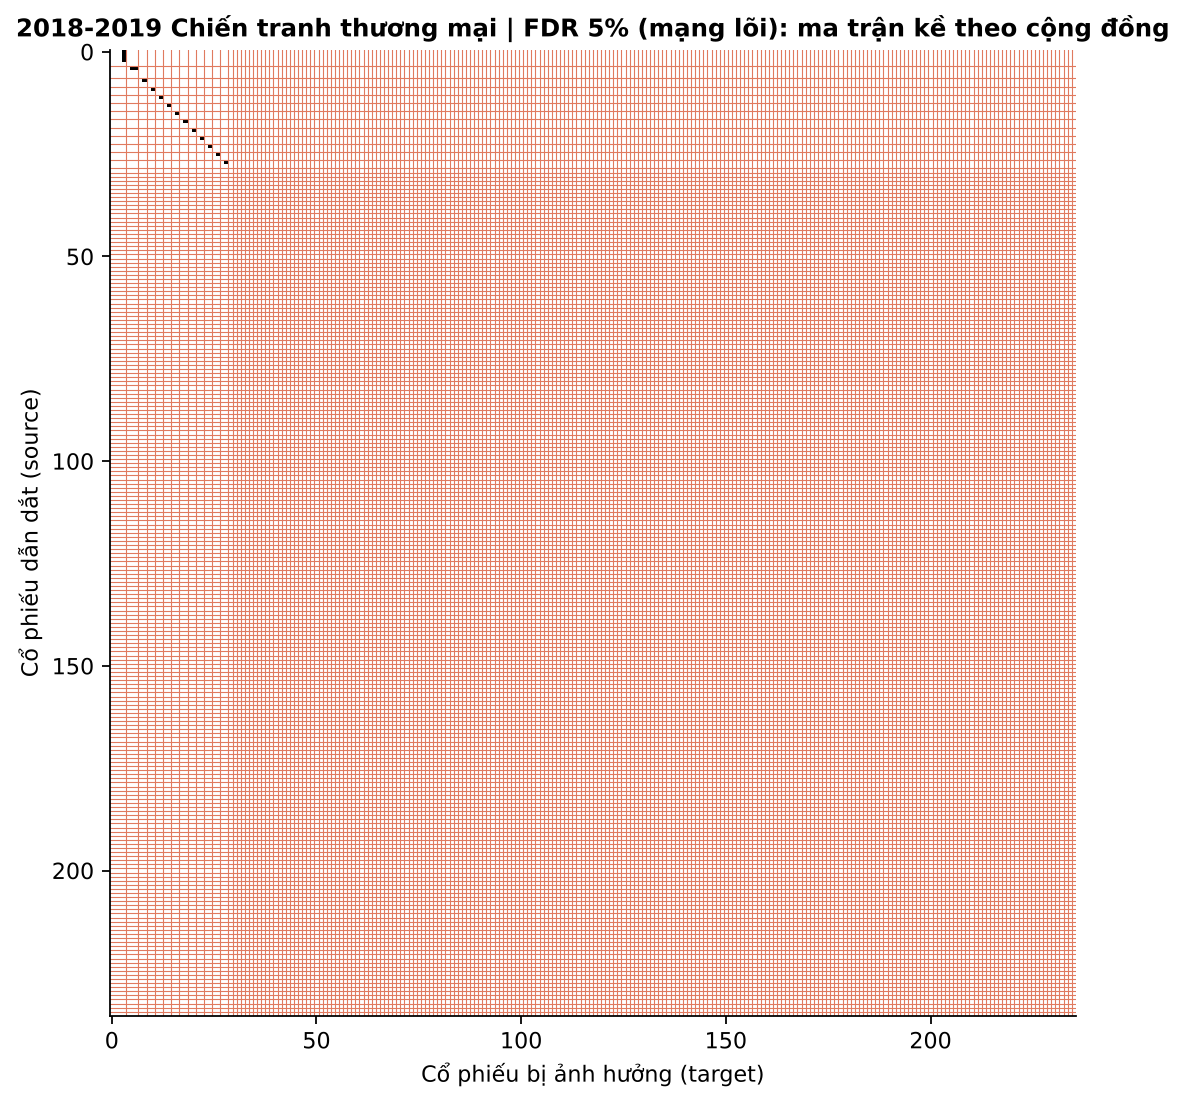 2018-2019 Chiến tranh thương mại | FDR 5% (mạng lõi): ma trận kề theo cộng đồng
0
50
100
150
200
Cổ phiếu dẫn dắt (source)
0 50 100 150 200
Cổ phiếu bị ảnh hưởng (target)